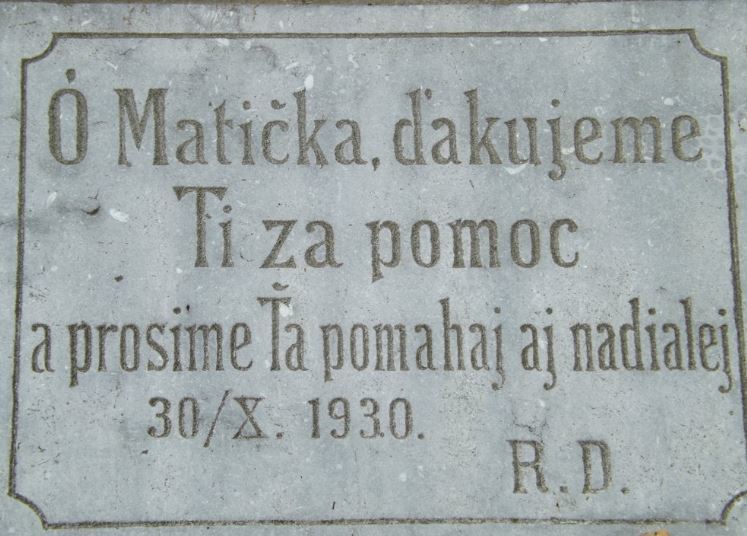 Ó Matička, ďakujeme
Ti za pomoc
a prosime Ťa pomahaj aj nadialej
30/X. 1930.
R. D.